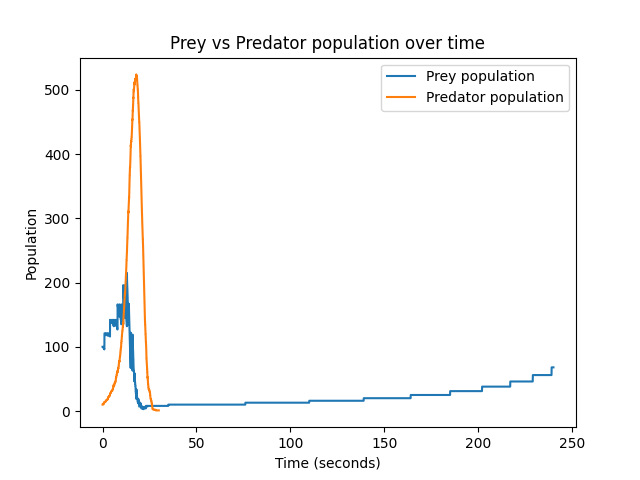 Prey vs Predator population over time
Prey population
Predator population
500
400
300
200
100
0
Population
0 50 100 150 200 250
Time (seconds)